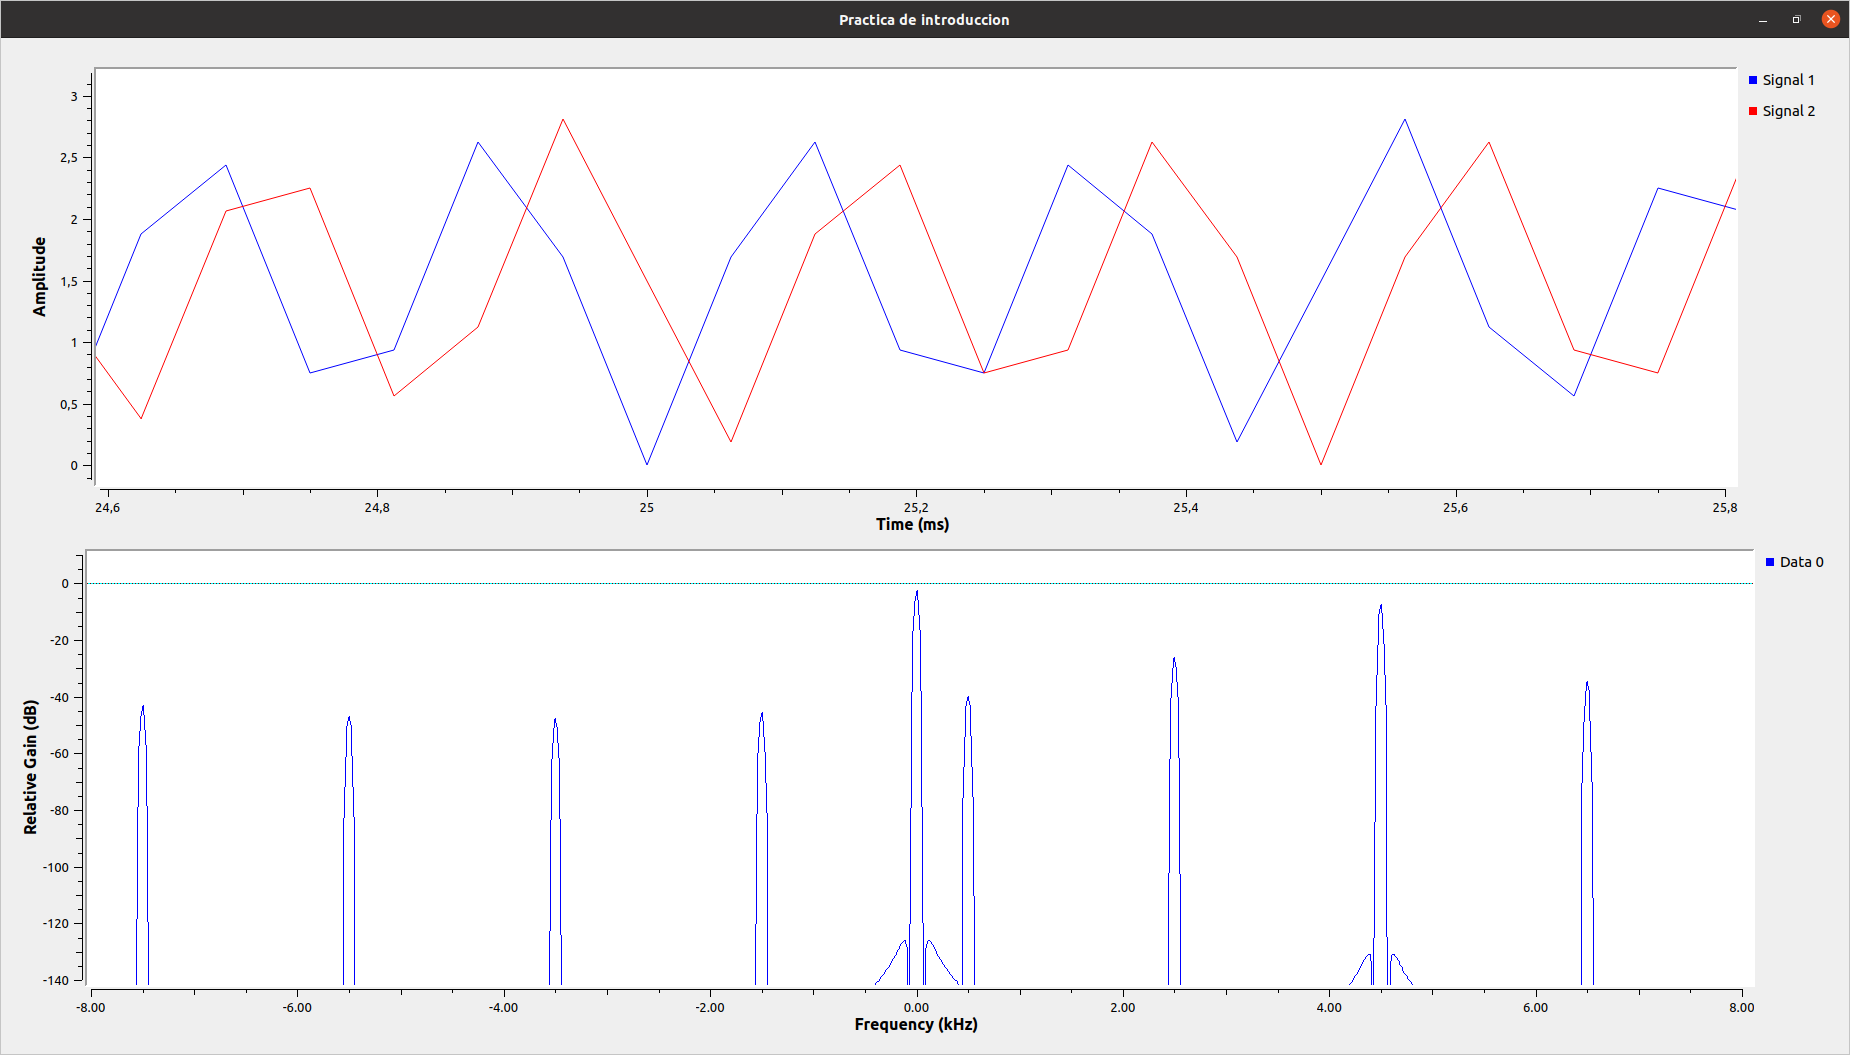 Practica de introduccion
Signal 1
Signal 2
Amplitude
3
2,5
2
1,5
1
0,5
0
24,6 24,8 25 25,2 25,4 25,6 25,8
Time (ms)
Data 0
Relative Gain (dB)
0
-20
-40
-60
-80
-100
-120
-140
-8.00 -6.00 -4.00 -2.00 0.00 2.00 4.00 6.00 8.00
Frequency (kHz)